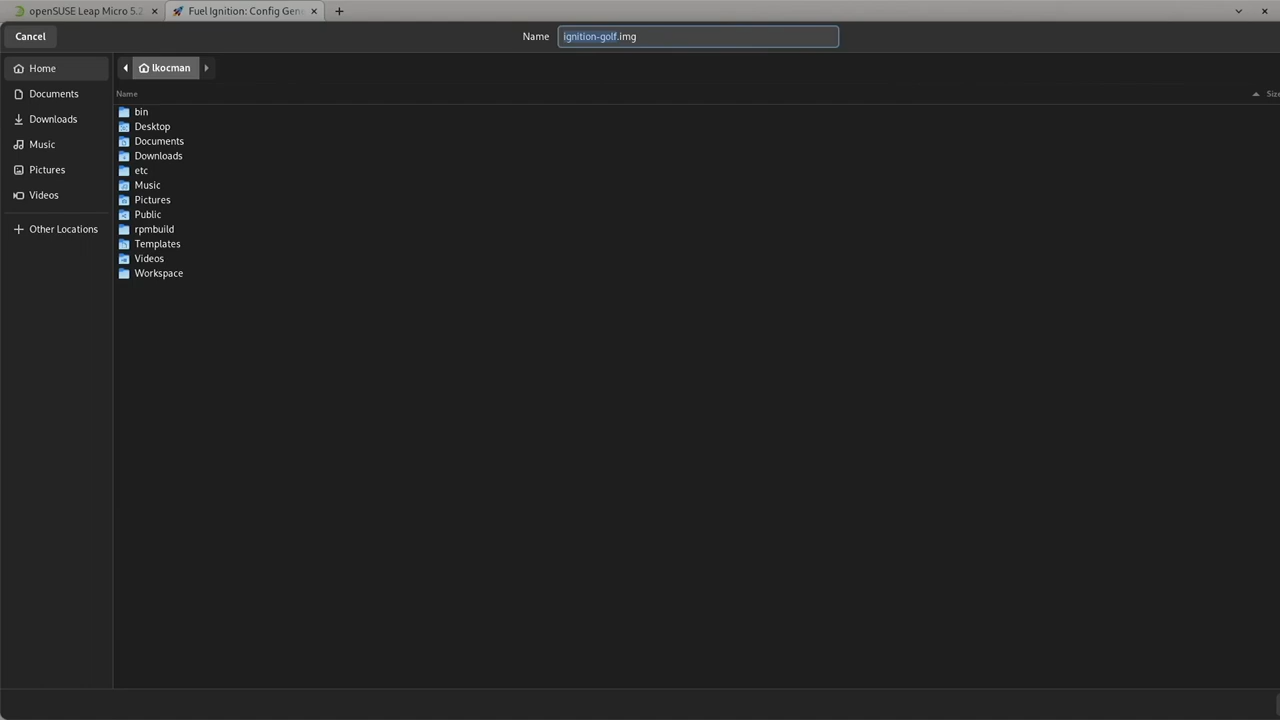 openSUSE Leap Micro 5.2
Fuel Ignition: Config Gene
Cancel
Name
ignition-golf.img
Home
Documents
Downloads
Music
Pictures
Videos
Other Locations
lkocman
Name
Size
bin
Desktop
Documents
Downloads
etc
Music
Pictures
Public
rpmbuild
Templates
Videos
Workspace